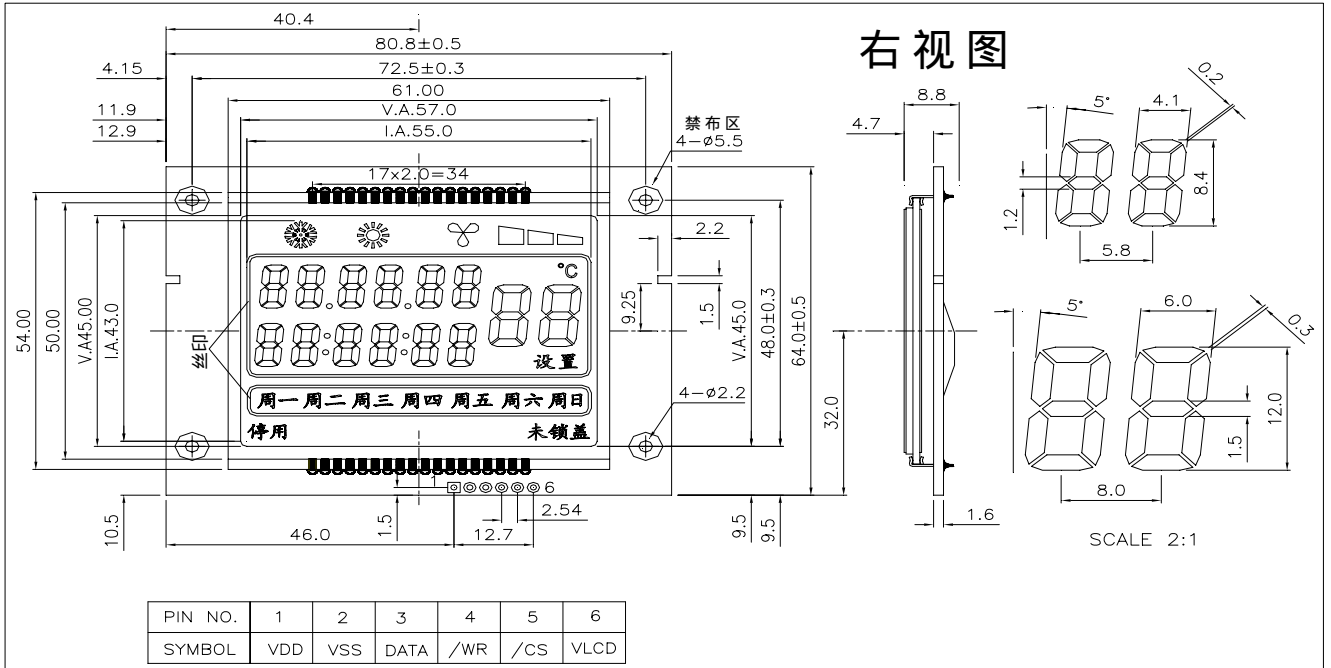 40.4
80.8±0.5
右视图
4.15
72.5±0.3
0.2
61.00
8.8
5°
4.1
11.9
V.A.57.0
12.9
I.A.55.0
4.7
禁布区
4-ø5.5
17x2.0=34
8.4
1.2
2.2
5.8
°C
54.00
50.00
V.A45.00
I.A.43.0
丝印
9.25
1.5
V.A.45.0
48.0±0.3
64.0±0.5
6.0
5°
0.3
设置
周一 周二 周三 周四 周五 周六 周日
4-ø2.2
停用
未锁盖
32.0
12.0
1.5
1
6
8.0
10.5
1.5
2.54
46.0
12.7
9.5
9.5
1.6
SCALE 2:1
PIN NO. 1 2 3 4 5 6
SYMBOL VDD VSS DATA /WR /CS VLCD